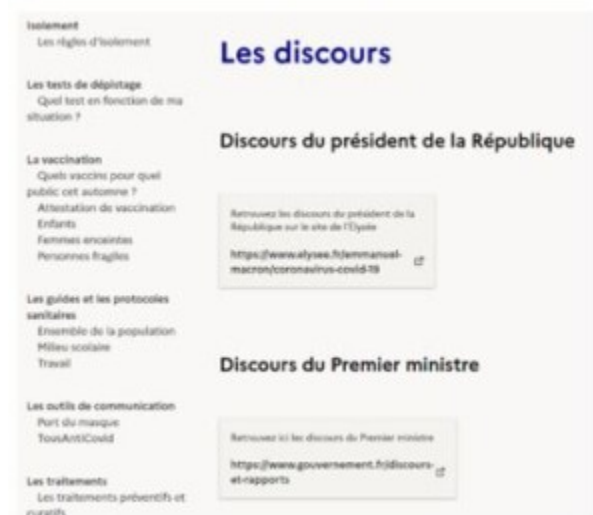 Isolement
Les règles d'isolement
Les tests de dépistage
Quel test en fonction de ma
situation ?
La vaccination
Quels vaccins pour quel
public cet automne ?
Attestation de vaccination
Enfants
Femmes enceintes
Personnes fragiles
Les guides et les protocoles
sanitaires
Ensemble de la population
Milieu scolaire
Travail
Les outils de communication
Port du masque
TousAntiCovid
Les traitements
Les traitements préventifs et
curatifs
Les discours
Discours du président de la République
Retrouvez les discours du président de la
République sur le site de l'Elysée
https://www.elysee.fr/emmanuel-
macron/coronavirus-covid-19
Discours du Premier ministre
Retrouvez ici les discours du Premier ministre
https://www.gouvernement.fr/discours-
et-rapports